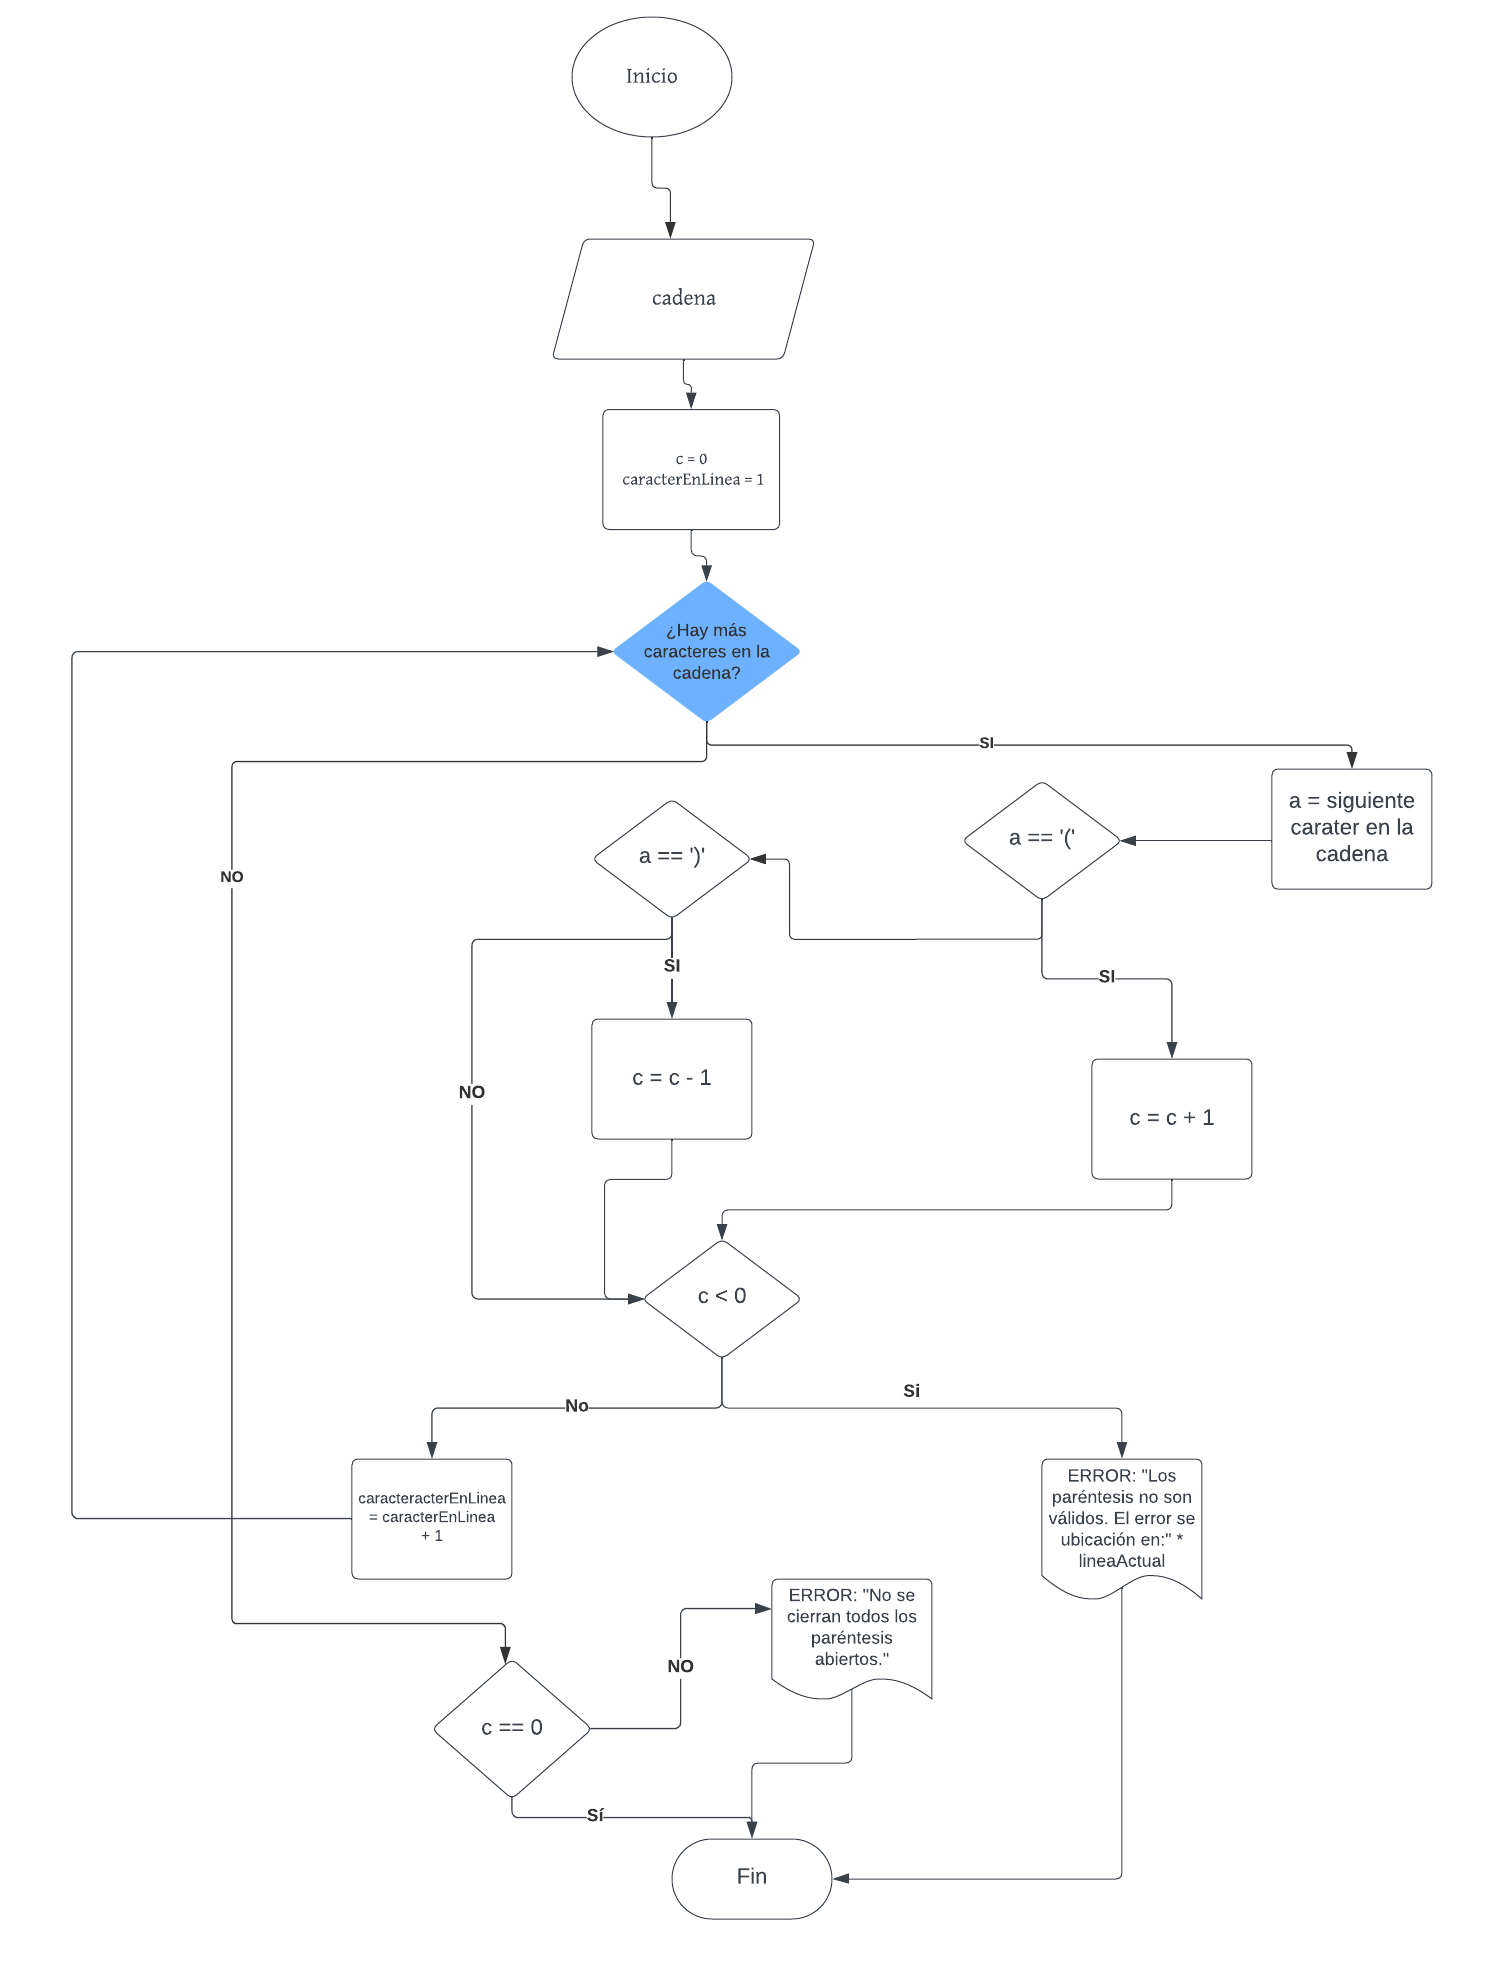 Inicio
cadena
c = 0
caracterEnLinea = 1
¿Hay más
caracteres en la
cadena?
SI
a = siguiente
carater en la
cadena
a == '('
a == ')'
NO
SI
SI
c = c - 1
NO
c = c + 1
c < 0
No
Si
caracteracterEnLinea
= caracterEnLinea
+ 1
ERROR: "Los
paréntesis no son
válidos. El error se
ubicación en:" *
lineaActual
ERROR: "No se
cierran todos los
paréntesis
abiertos."
NO
c == 0
Sí
Fin